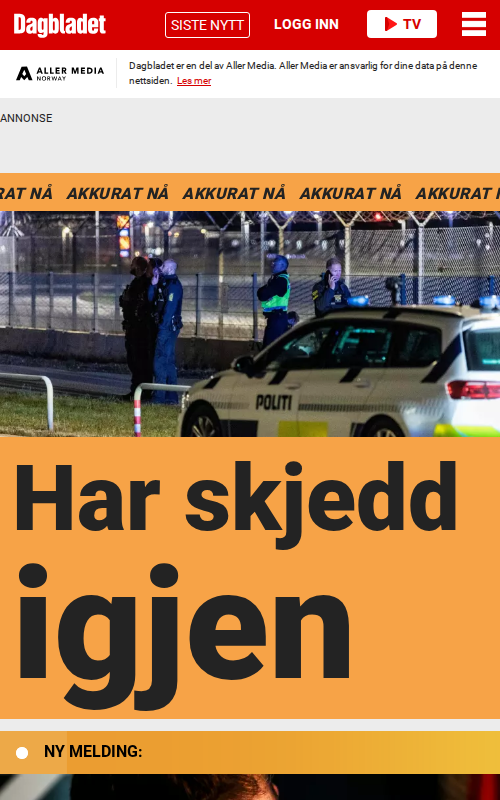 Dagbladet
SISTE NYTT
LOGG INN
TV
ALLER MEDIA
NORWAY
Dagbladet er en del av Aller Media. Aller Media er ansvarlig for dine data på denne
nettsiden. Les mer
ANNONSE
RAT NÅ AKKURAT NÅ AKKURAT NÅ AKKURAT NÅ AKKURAT N
POLITI
Har skjedd
igjen
NY MELDING: